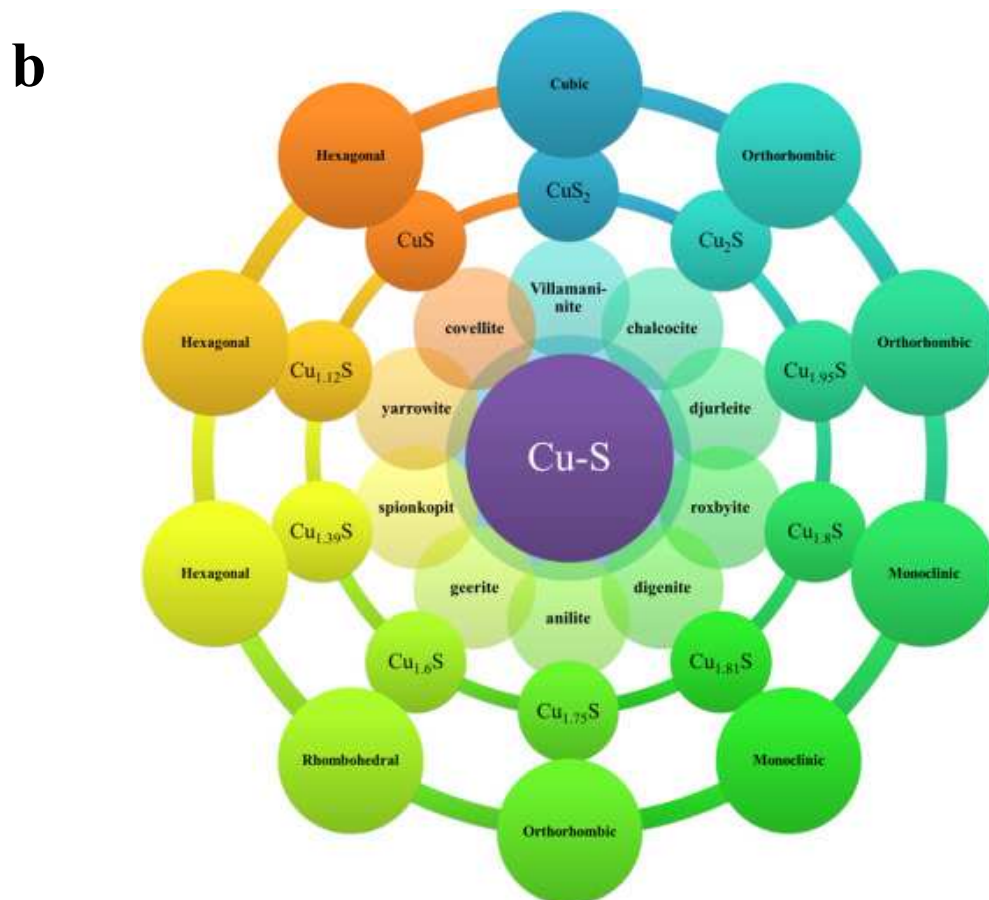 b
Cubic
Hexagonal
Orthorhombic
CuS₂
CuS
Cu₂S
Villamani-
nite
covellite
chalcocite
Hexagonal
Orthorhombic
Cu₁.₁₂S
Cu₁.₉₅S
yarrowite
djurleite
Cu-S
spionkopit
roxbyite
Cu₁.₃₉S
Cu₁.₈S
Hexagonal
Monoclinic
geerite
digenite
anilite
Cu₁.₆S
Cu₁.₈₁S
Cu₁.₇₅S
Rhombohedral
Monoclinic
Orthorhombic